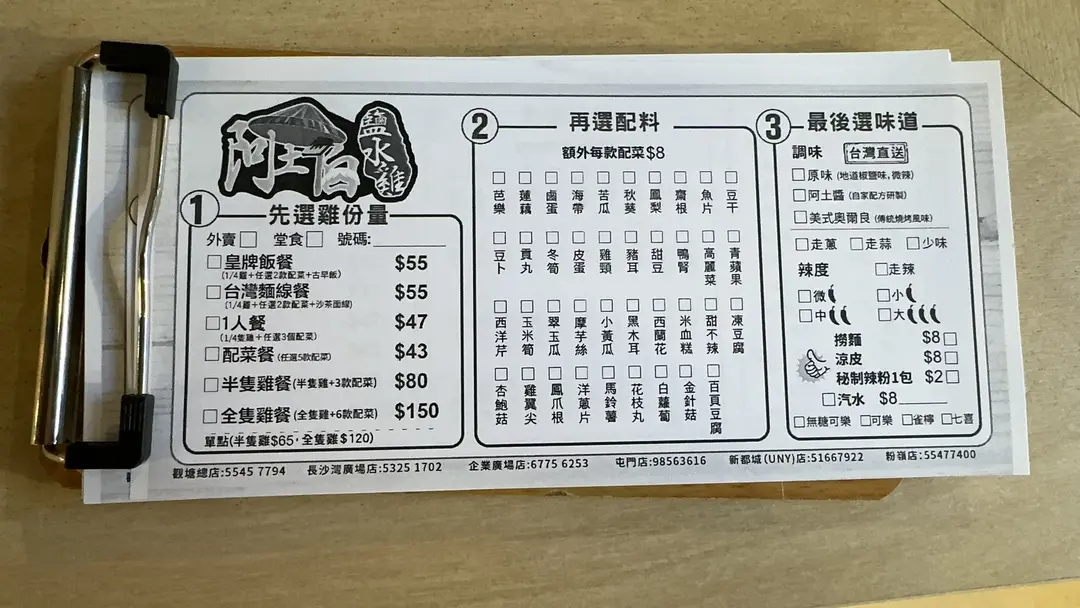 阿土伯
鹽水雞
1 先選雞份量
外賣 堂食 號碼:
皇牌飯餐 $55
(1/4雞+任選2款配菜+古早飯)
台灣麵線餐 $55
(1/4雞+任選2款配菜+沙茶面線)
1人餐 $47
(1/4隻雞+任選3個配菜)
配菜餐 (任選5款配菜) $43
半隻雞餐 (半隻雞+3款配菜) $80
全隻雞餐 (全隻雞+6款配菜) $150
單點(半隻雞$65,全隻雞$120)
2 再選配料
額外每款配菜$8
芭樂 蓮藕 鹵蛋 海帶 苦瓜 秋葵 鳳梨 齋根 魚片 豆干
豆卜 貢丸 冬筍 皮蛋 雞頸 豬耳 甜豆 鴨腎 高麗菜 青蘋果
西洋芹 玉米筍 翠玉瓜 摩芋絲 小黃瓜 黑木耳 西蘭花 米血糕 甜不辣 凍豆腐
杏鮑菇 雞翼尖 鳳爪根 洋蔥片 馬鈴薯 花枝丸 白蘿蔔 金針菇 百頁豆腐
3 最後選味道
調味 台灣直送
原味 (地道椒鹽味,微辣)
阿土醬 (自家配方研製)
美式奧爾良 (傳統燒烤風味)
走蔥 走蒜 少味
辣度 走辣
微 小
中 大
撈麵 $8
涼皮 $8
秘制辣粉1包 $2
汽水 $8
無糖可樂 可樂 雀檸 七喜
觀塘總店:5545 7794 長沙灣廣場店:5325 1702 企業廣場店:6775 6253 屯門店:98563616 新都城(UNY)店:51667922 粉嶺店:55477400